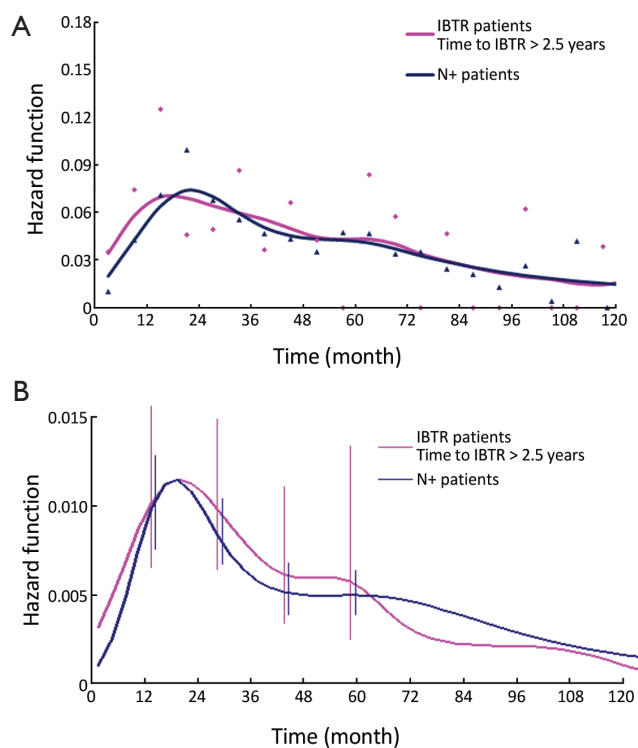 A
0.18
0.15
0.12
0.09
0.06
0.03
0
Hazard function
IBTR patients
Time to IBTR > 2.5 years
N+ patients
0 12 24 36 48 60 72 84 96 108 120
Time (month)
B
0.015
0.010
0.005
0
Hazard function
IBTR patients
Time to IBTR > 2.5 years
N+ patients
0 12 24 36 48 60 72 84 96 108 120
Time (month)